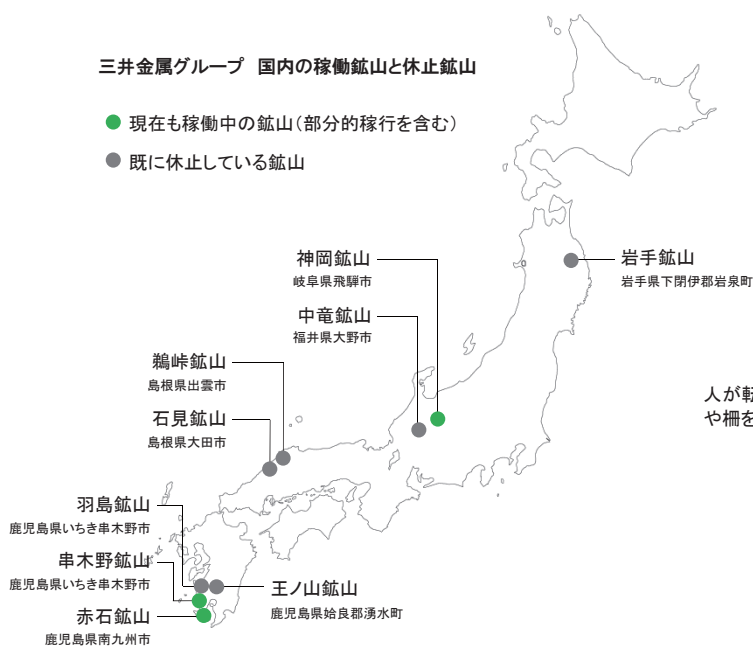 三井金属グループ 国内の稼働鉱山と休止鉱山
現在も稼働中の鉱山（部分的稼行を含む）
既に休止している鉱山
神岡鉱山
岐阜県飛騨市
岩手鉱山
岩手県下閉伊郡岩泉町
中竜鉱山
福井県大野市
鵜峠鉱山
島根県出雲市
石見鉱山
島根県大田市
人が転
や柵を
羽島鉱山
鹿児島県いちき串木野市
串木野鉱山
鹿児島県いちき串木野市
王ノ山鉱山
鹿児島県姶良郡湧水町
赤石鉱山
鹿児島県南九州市